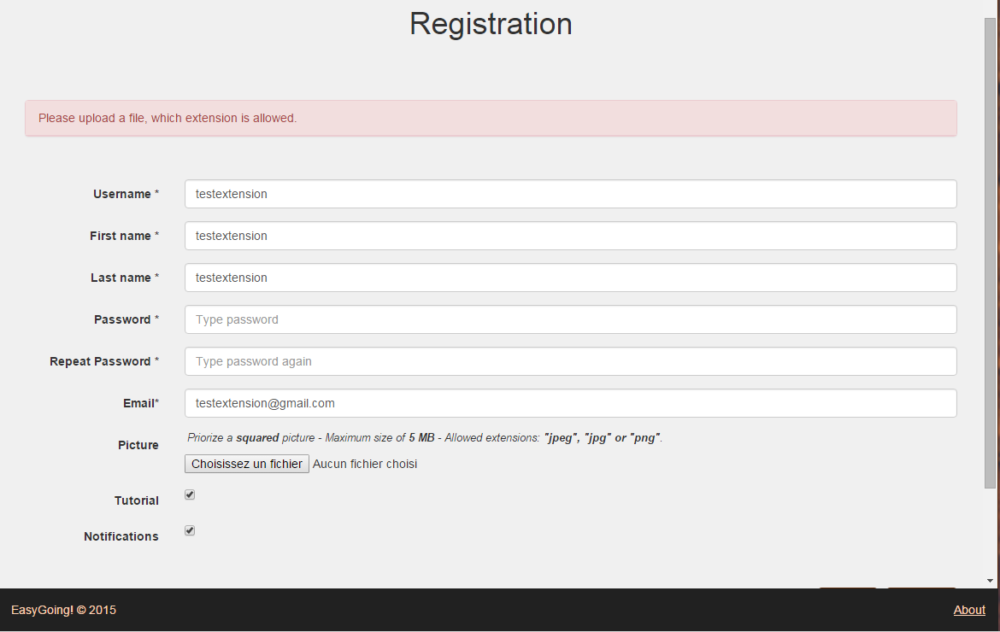 Registration
Please upload a file, which extension is allowed.
Username * testextension
First name * testextension
Last name * testextension
Password * Type password
Repeat Password * Type password again
Email* testextension@gmail.com
Picture Priorize a squared picture - Maximum size of 5 MB - Allowed extensions: "jpeg", "jpg" or "png".
Choisissez un fichier Aucun fichier choisi
Tutorial
Notifications
EasyGoing! © 2015 About